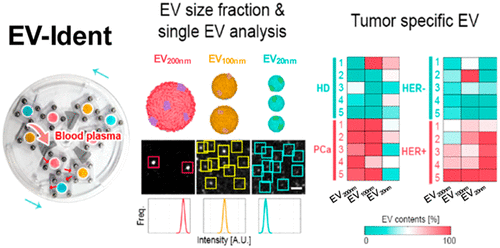 EV-Ident
Blood plasma
EV size fraction &
single EV analysis
EV200nm
EV100nm
EV20nm
Freq.
Intensity [A.U.]
Tumor specific EV
HD
1
2
3
4
5
PCa
1
2
3
4
5
EV200nm
EV100nm
EV20nm
HER-
1
2
3
4
5
HER+
1
2
3
4
5
EV200nm
EV100nm
EV20nm
EV contents [%]
0
100